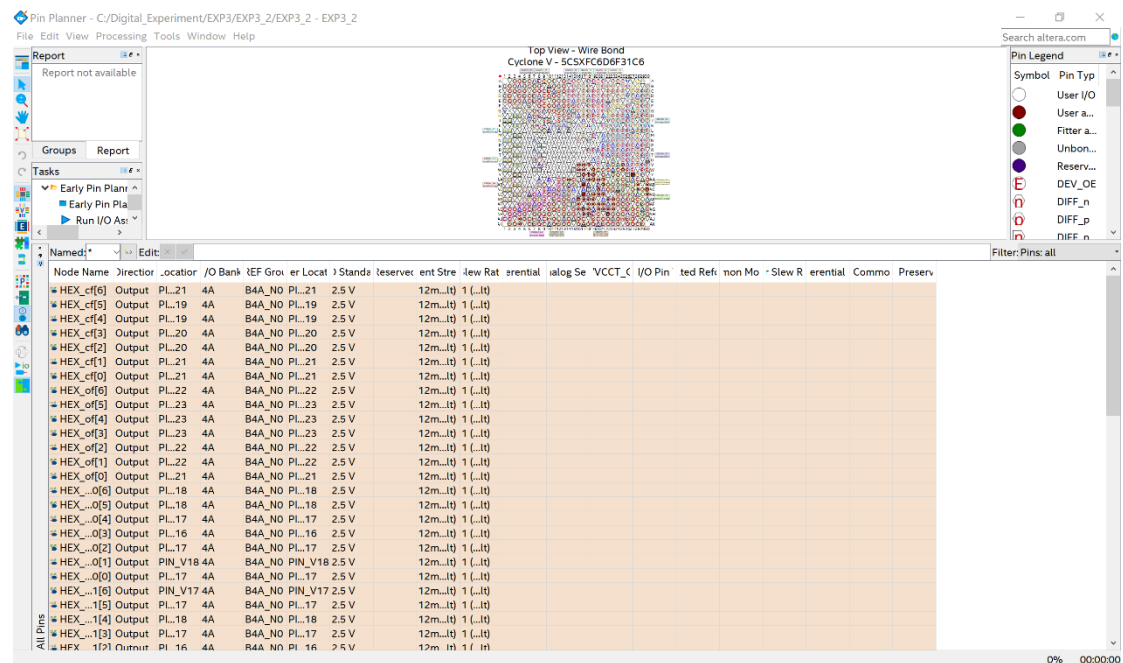 Pin Planner - C:/Digital_Experiment/EXP3/EXP3_2/EXP3_2 - EXP3_2
File Edit View Processing Tools Window Help
Search altera.com
Report
Report not available
Groups Report
Tasks
Early Pin Planr
Early Pin Pla
Run I/O As:
Top View - Wire Bond
Cyclone V - 5CSXFC6D6F31C6
Pin Legend
Symbol Pin Typ
User I/O
User a...
Fitter a...
Unbon...
Reserv...
DEV_OE
DIFF_n
DIFF_p
DIFF_n
Named: * Edit:
Filter: Pins: all
Node Name Directior .ocatior /O Bank REF Grou er Locat Standa Reservec ent Stre lew Rat erential alog Se 'VCCT_C I/O Pin ted Refa mon Mo Slew R erential Commo Preserv
HEX_cf[6] Output PI...21 4A B4A_N0 PI...21 2.5 V 12m...lt) 1 (...lt)
HEX_cf[5] Output PI...19 4A B4A_N0 PI...19 2.5 V 12m...lt) 1 (...lt)
HEX_cf[4] Output PI...19 4A B4A_N0 PI...19 2.5 V 12m...lt) 1 (...lt)
HEX_cf[3] Output PI...20 4A B4A_N0 PI...20 2.5 V 12m...lt) 1 (...lt)
HEX_cf[2] Output PI...20 4A B4A_N0 PI...20 2.5 V 12m...lt) 1 (...lt)
HEX_cf[1] Output PI...21 4A B4A_N0 PI...21 2.5 V 12m...lt) 1 (...lt)
HEX_cf[0] Output PI...21 4A B4A_N0 PI...21 2.5 V 12m...lt) 1 (...lt)
HEX_of[6] Output PI...22 4A B4A_N0 PI...22 2.5 V 12m...lt) 1 (...lt)
HEX_of[5] Output PI...23 4A B4A_N0 PI...23 2.5 V 12m...lt) 1 (...lt)
HEX_of[4] Output PI...23 4A B4A_N0 PI...23 2.5 V 12m...lt) 1 (...lt)
HEX_of[3] Output PI...23 4A B4A_N0 PI...23 2.5 V 12m...lt) 1 (...lt)
HEX_of[2] Output PI...22 4A B4A_N0 PI...22 2.5 V 12m...lt) 1 (...lt)
HEX_of[1] Output PI...22 4A B4A_N0 PI...22 2.5 V 12m...lt) 1 (...lt)
HEX_of[0] Output PI...21 4A B4A_N0 PI...21 2.5 V 12m...lt) 1 (...lt)
HEX_...0[6] Output PI...18 4A B4A_N0 PI...18 2.5 V 12m...lt) 1 (...lt)
HEX_...0[5] Output PI...18 4A B4A_N0 PI...18 2.5 V 12m...lt) 1 (...lt)
HEX_...0[4] Output PI...17 4A B4A_N0 PI...17 2.5 V 12m...lt) 1 (...lt)
HEX_...0[3] Output PI...16 4A B4A_N0 PI...16 2.5 V 12m...lt) 1 (...lt)
HEX_...0[2] Output PI...17 4A B4A_N0 PI...17 2.5 V 12m...lt) 1 (...lt)
HEX_...0[1] Output PIN_V18 4A B4A_N0 PIN_V18 2.5 V 12m...lt) 1 (...lt)
HEX_...0[0] Output PI...17 4A B4A_N0 PI...17 2.5 V 12m...lt) 1 (...lt)
HEX_...1[6] Output PIN_V17 4A B4A_N0 PIN_V17 2.5 V 12m...lt) 1 (...lt)
HEX_...1[5] Output PI...17 4A B4A_N0 PI...17 2.5 V 12m...lt) 1 (...lt)
HEX_...1[4] Output PI...18 4A B4A_N0 PI...18 2.5 V 12m...lt) 1 (...lt)
HEX_...1[3] Output PI...17 4A B4A_N0 PI...17 2.5 V 12m...lt) 1 (...lt)
HEX_...1[2] Output PI...16 4A B4A_N0 PI...16 2.5 V 12m...lt) 1 (...lt)
All Pins
0% 00:00:00